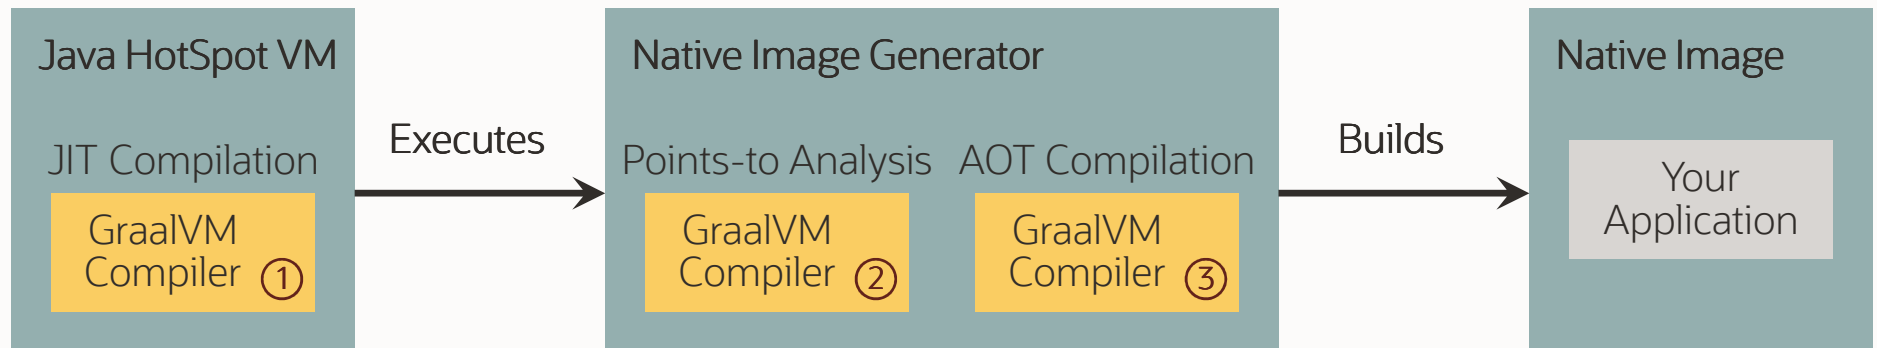 Java HotSpot VM
JIT Compilation
GraalVM
Compiler ①
Executes
Native Image Generator
Points-to Analysis
GraalVM
Compiler ②
AOT Compilation
GraalVM
Compiler ③
Builds
Native Image
Your
Application